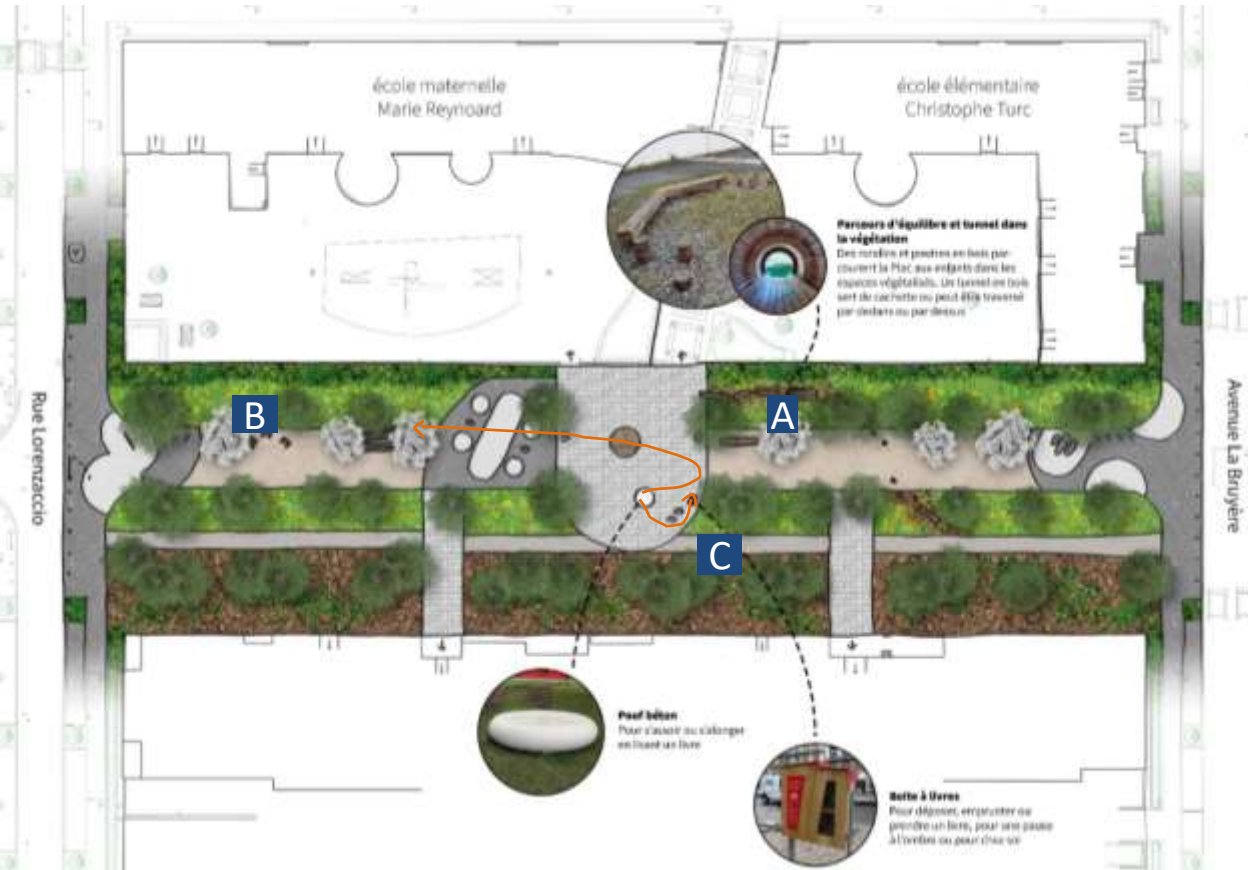 école maternelle
Marie Reynoard
école élémentaire
Christophe Turc
Parcours d'équilibre et tunnel dans
la végétation
Des rondins et poutres en bois par-
courent la Plac aux enfants dans les
espaces végétalisés. Un tunnel en bois
sert de cachette ou peut être traversé
par dedans ou par dessus
Rue Lorenzaccio
B
A
Avenue La Bruyère
C
Pouf béton
Pour s'assoir ou s'allonger
en lisant un livre
Boîte à livres
Pour déposer, emprunter ou
prendre un livre, pour une pause
à l'ombre ou pour chez soi